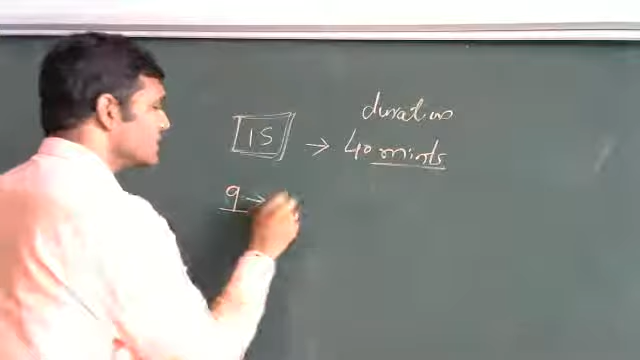 duration
15 → 40 mints
9 →